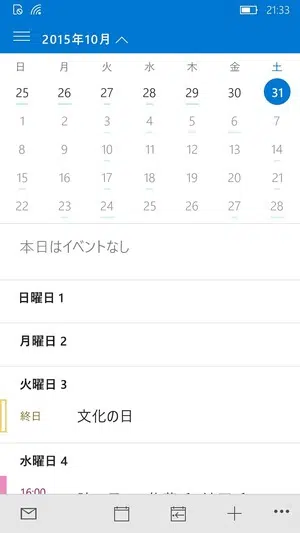 21:33
2015年10月
日 月 火 水 木 金 土
25 26 27 28 29 30 31
1 2 3 4 5 6 7
8 9 10 11 12 13 14
15 16 17 18 19 20 21
22 23 24 25 26 27 28
本日はイベントなし
日曜日 1
月曜日 2
火曜日 3
終日 文化の日
水曜日 4
16:00